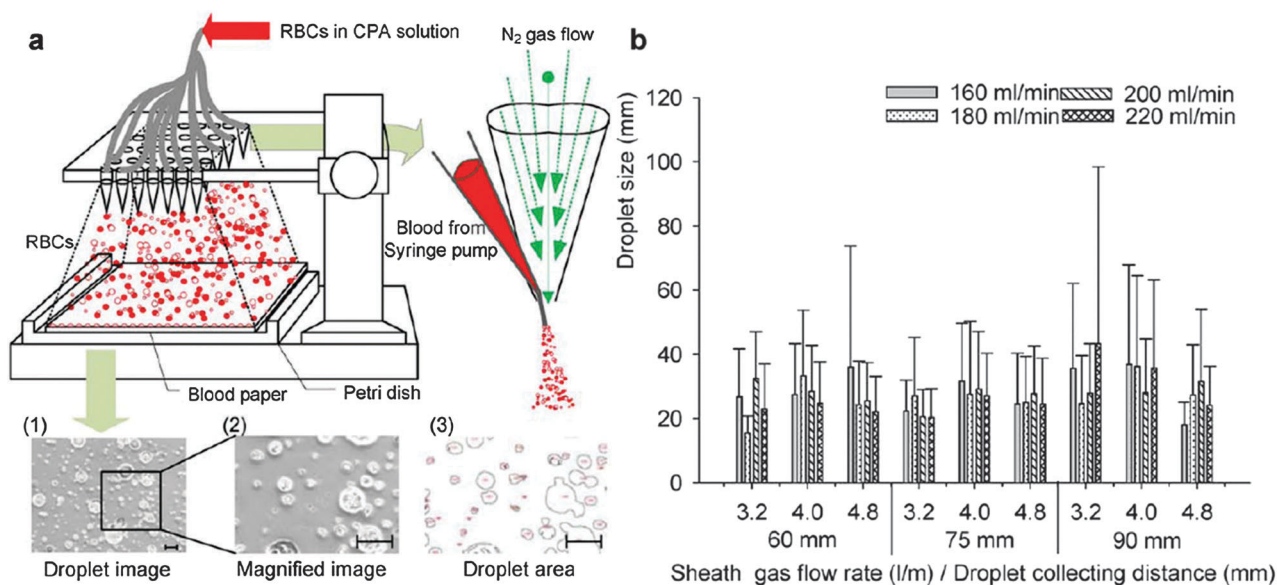 a
RBCs in CPA solution
N₂ gas flow
RBCs
Blood from
Syringe pump
Blood paper
Petri dish
(1)
(2)
(3)
Droplet image
Magnified image
Droplet area
b
160 ml/min
200 ml/min
180 ml/min
220 ml/min
Droplet size (mm)
120
100
80
60
40
20
0
3.2 4.0 4.8 3.2 4.0 4.8 3.2 4.0 4.8
60 mm 75 mm 90 mm
Sheath gas flow rate (l/m) / Droplet collecting distance (mm)